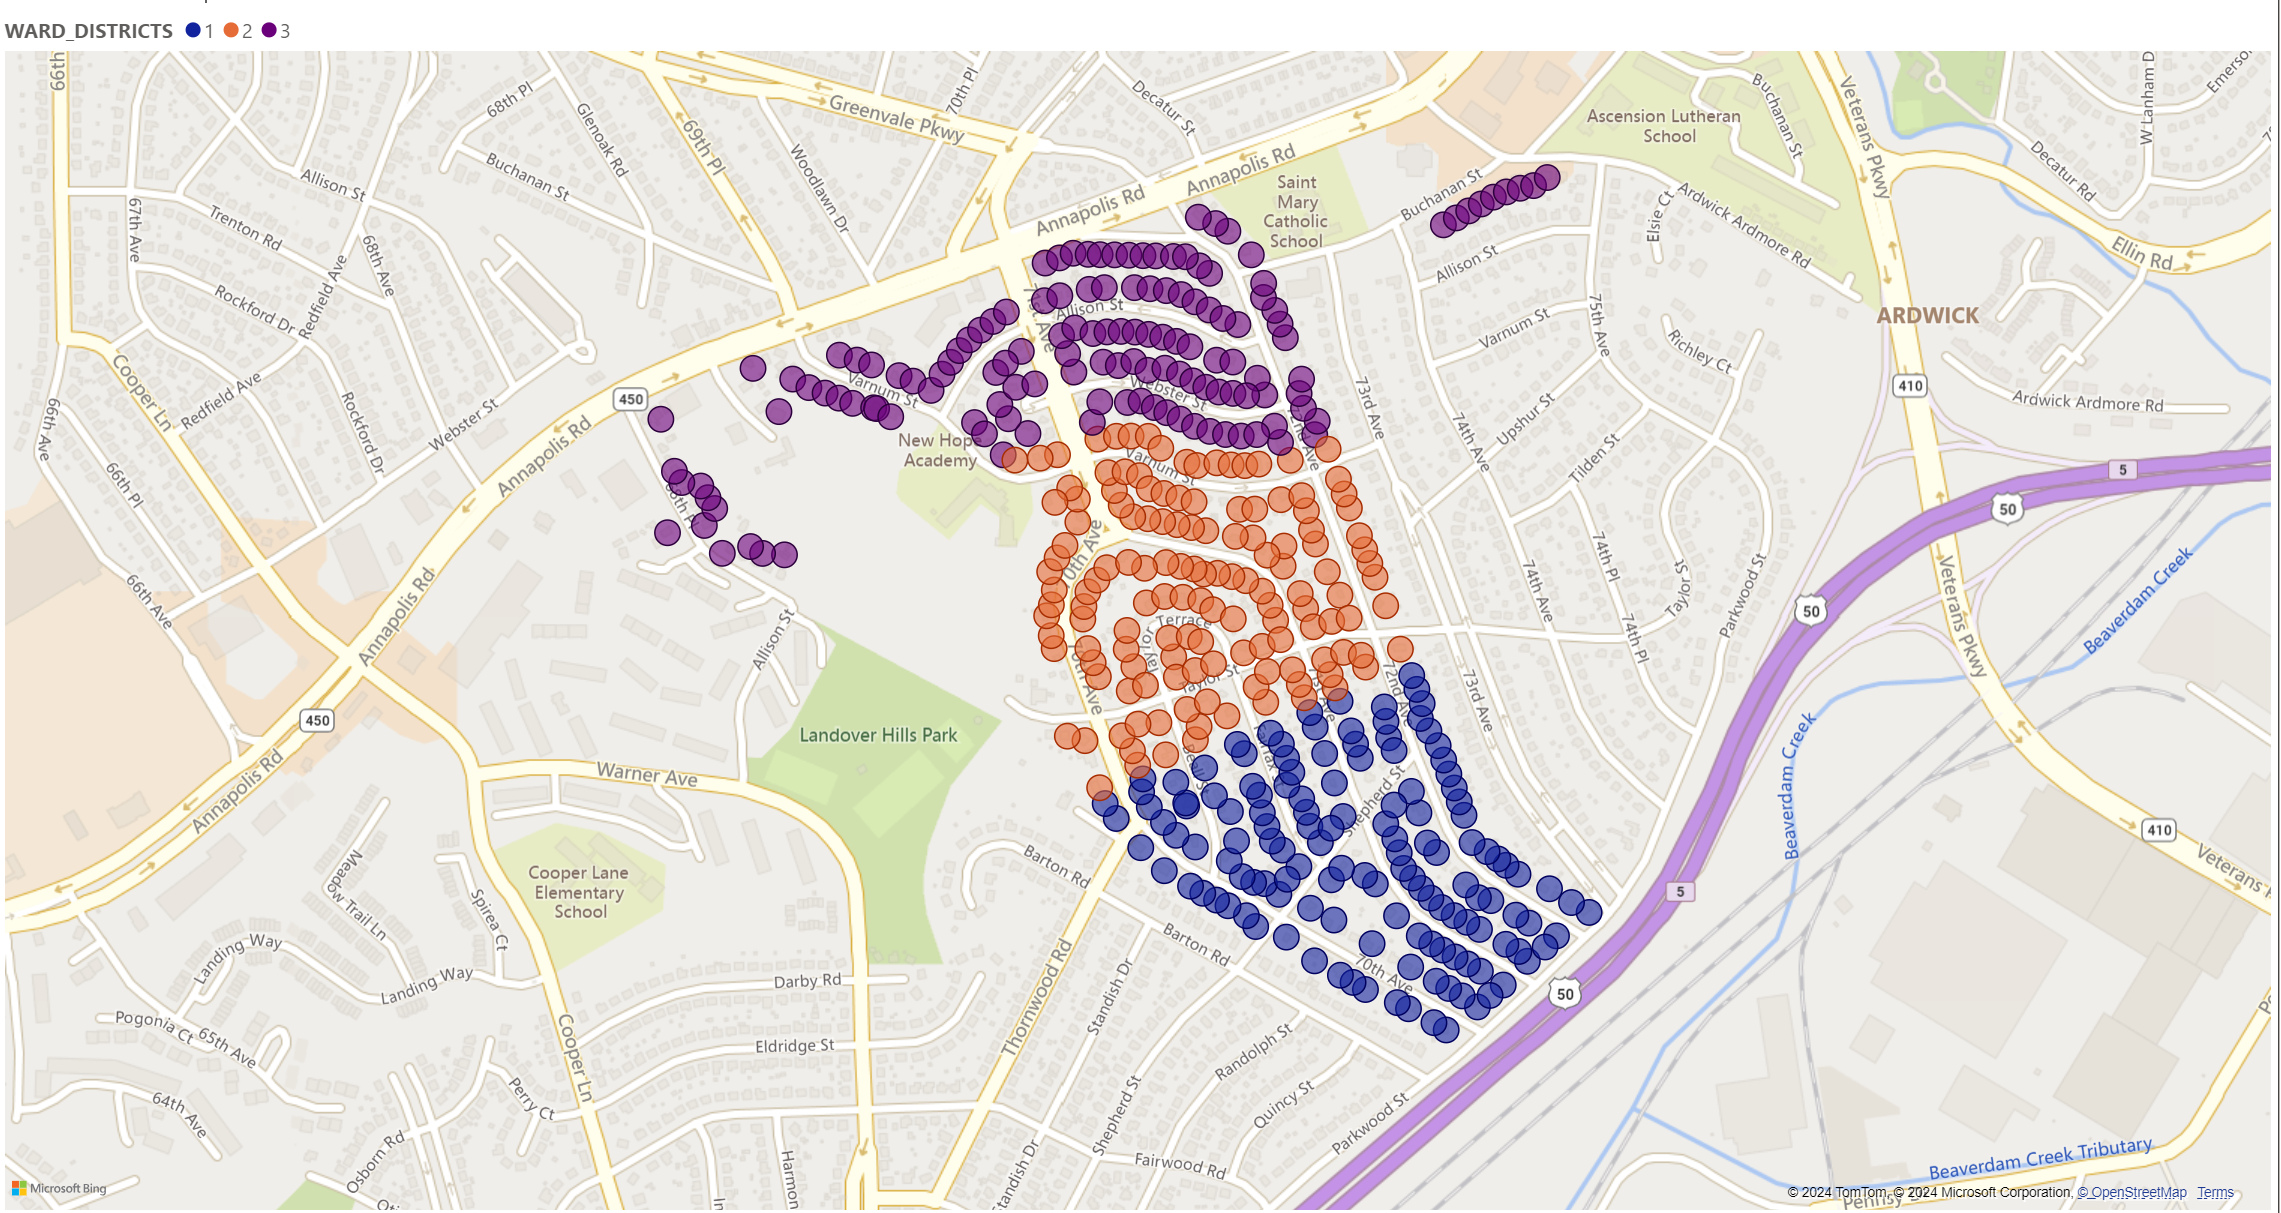 WARD_DISTRICTS 1 2 3
66th
68th Pl
Glenoak Rd
69th Pl
Greenvale Pkwy
70th Pl
Decatur St
Annapolis Rd
Annapolis Rd
Ascension Lutheran
School
Buchanan St
Veterans Pkwy
W Lanham D
Emerson
Decatur Rd
Buchanan St
Allison St
Woodlawn Dr
Saint
Mary
Catholic
School
Buchanan St
Elsie Ct
Ardwick Ardmore Rd
Ellin Rd
67th Ave
Trenton Rd
68th Ave
Redfield Ave
Rockford Dr
Allison St
Allison St
75th Ave
Varnum St
Richley Ct
ARDWICK
410
Cooper Ln
Redfield Ave
Rockford Dr
Webster St
66th Ave
66th Pl
450
Annapolis Rd
Varnum St
Webster St
73rd Ave
74th Ave
Upshur St
Tilden St
Ardwick Ardmore Rd
New Hope
Academy
Varnum St
5
50
66th Ave
Annapolis Rd
Allison St
74th Pl
74th Ave
74th Pl
Taylor St
Parkwood St
50
Veterans Pkwy
Beaverdam Creek
Terrace
Taylor
Taylor St
70th Ave
72nd Ave
73rd Ave
450
Annapolis Rd
Warner Ave
Landover Hills Park
Shepherd St
Beaverdam Creek
410
Veterans P
Meadow Trail Ln
Spirea Ct
Cooper Lane
Elementary
School
Barton Rd
Barton Rd
70th Ave
5
50
Landing Way
Landing Way
Darby Rd
Thornwood Rd
Standish Dr
Pogonia Ct
65th Ave
Cooper Ln
Eldridge St
Randolph St
Quincy St
Shepherd St
Parkwood St
64th Ave
Perry Ct
Osborn Rd
Harmon
Standish Dr
Fairwood Rd
Beaverdam Creek Tributary
Microsoft Bing
© 2024 TomTom, © 2024 Microsoft Corporation, © OpenStreetMap Terms